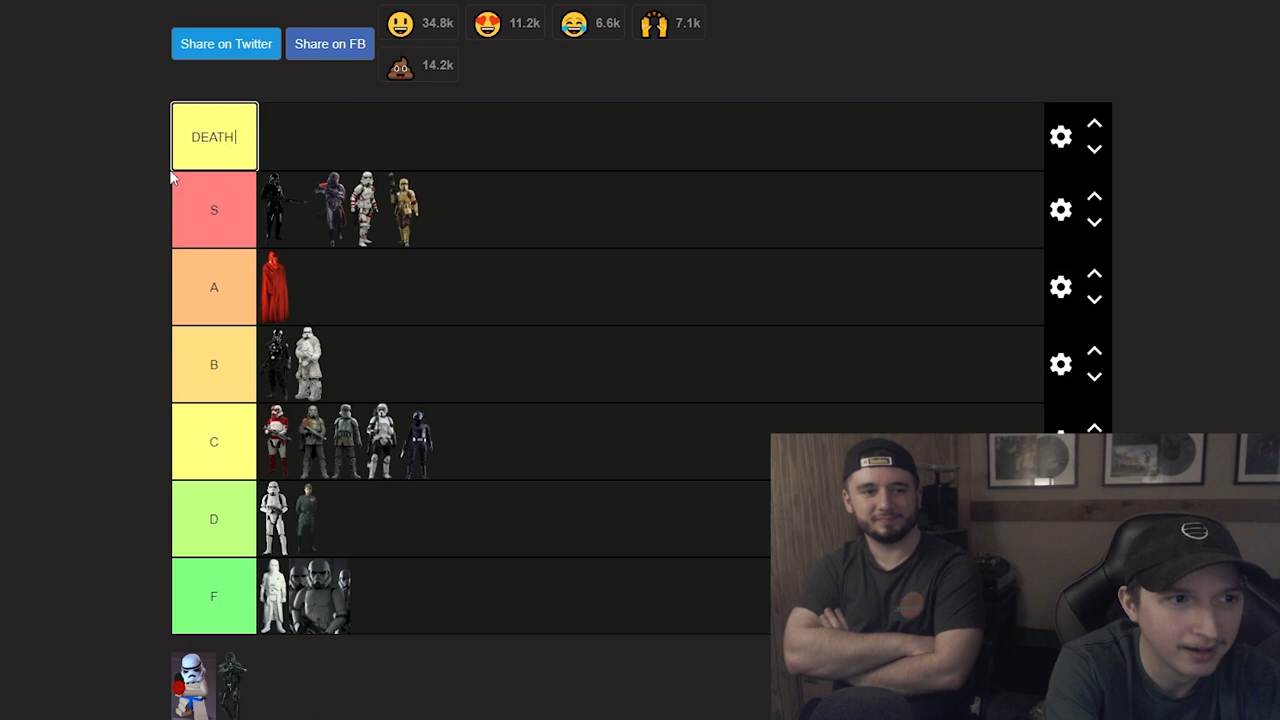 34.8k
11.2k
6.6k
7.1k
Share on Twitter
Share on FB
14.2k
DEATH
S
A
B
C
D
F